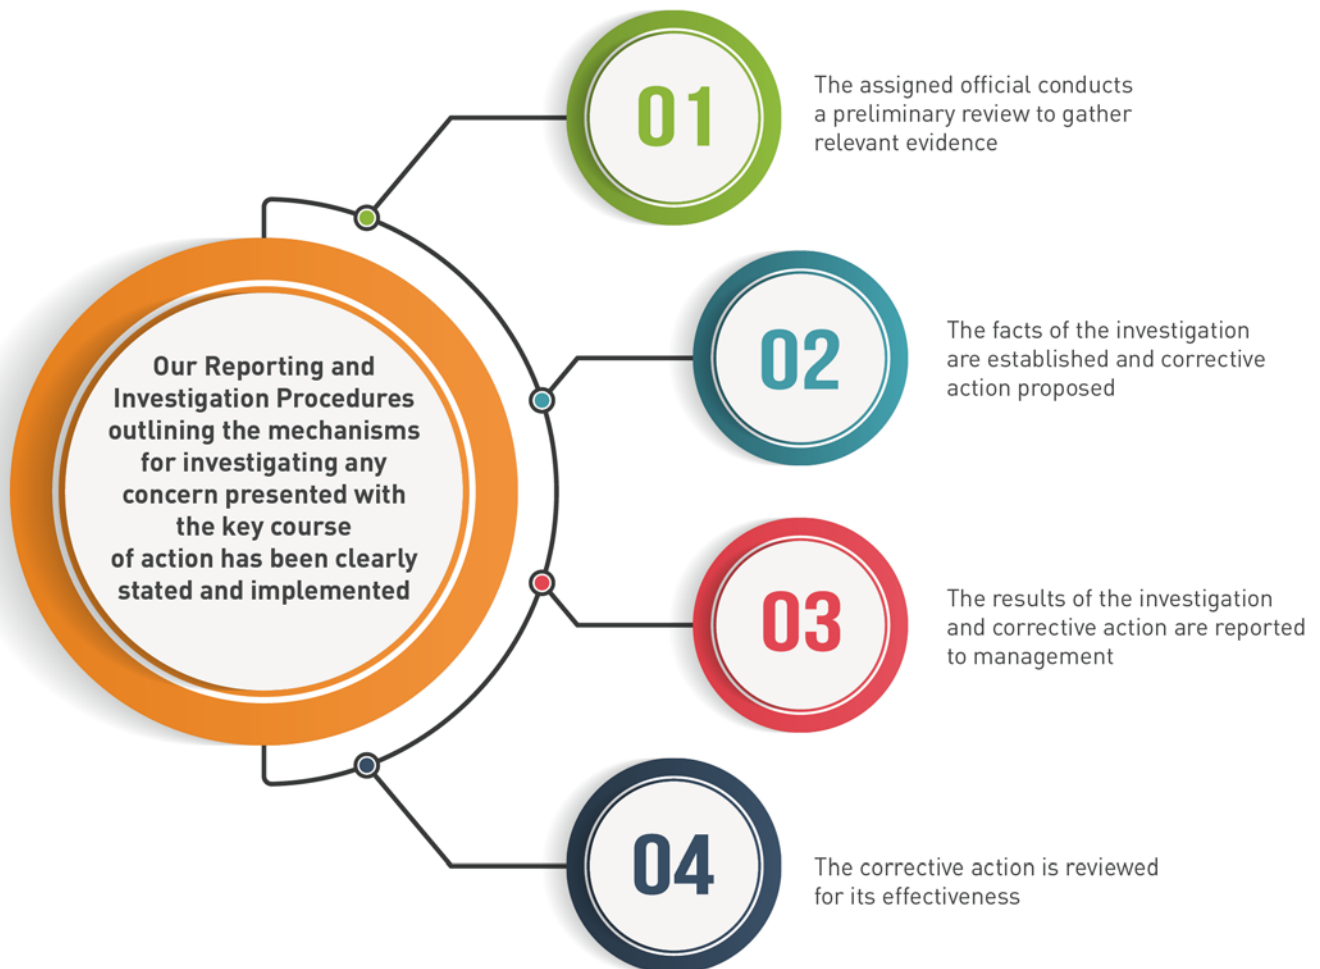 Our Reporting and
Investigation Procedures
outlining the mechanisms
for investigating any
concern presented with
the key course
of action has been clearly
stated and implemented
01
The assigned official conducts
a preliminary review to gather
relevant evidence
02
The facts of the investigation
are established and corrective
action proposed
03
The results of the investigation
and corrective action are reported
to management
04
The corrective action is reviewed
for its effectiveness